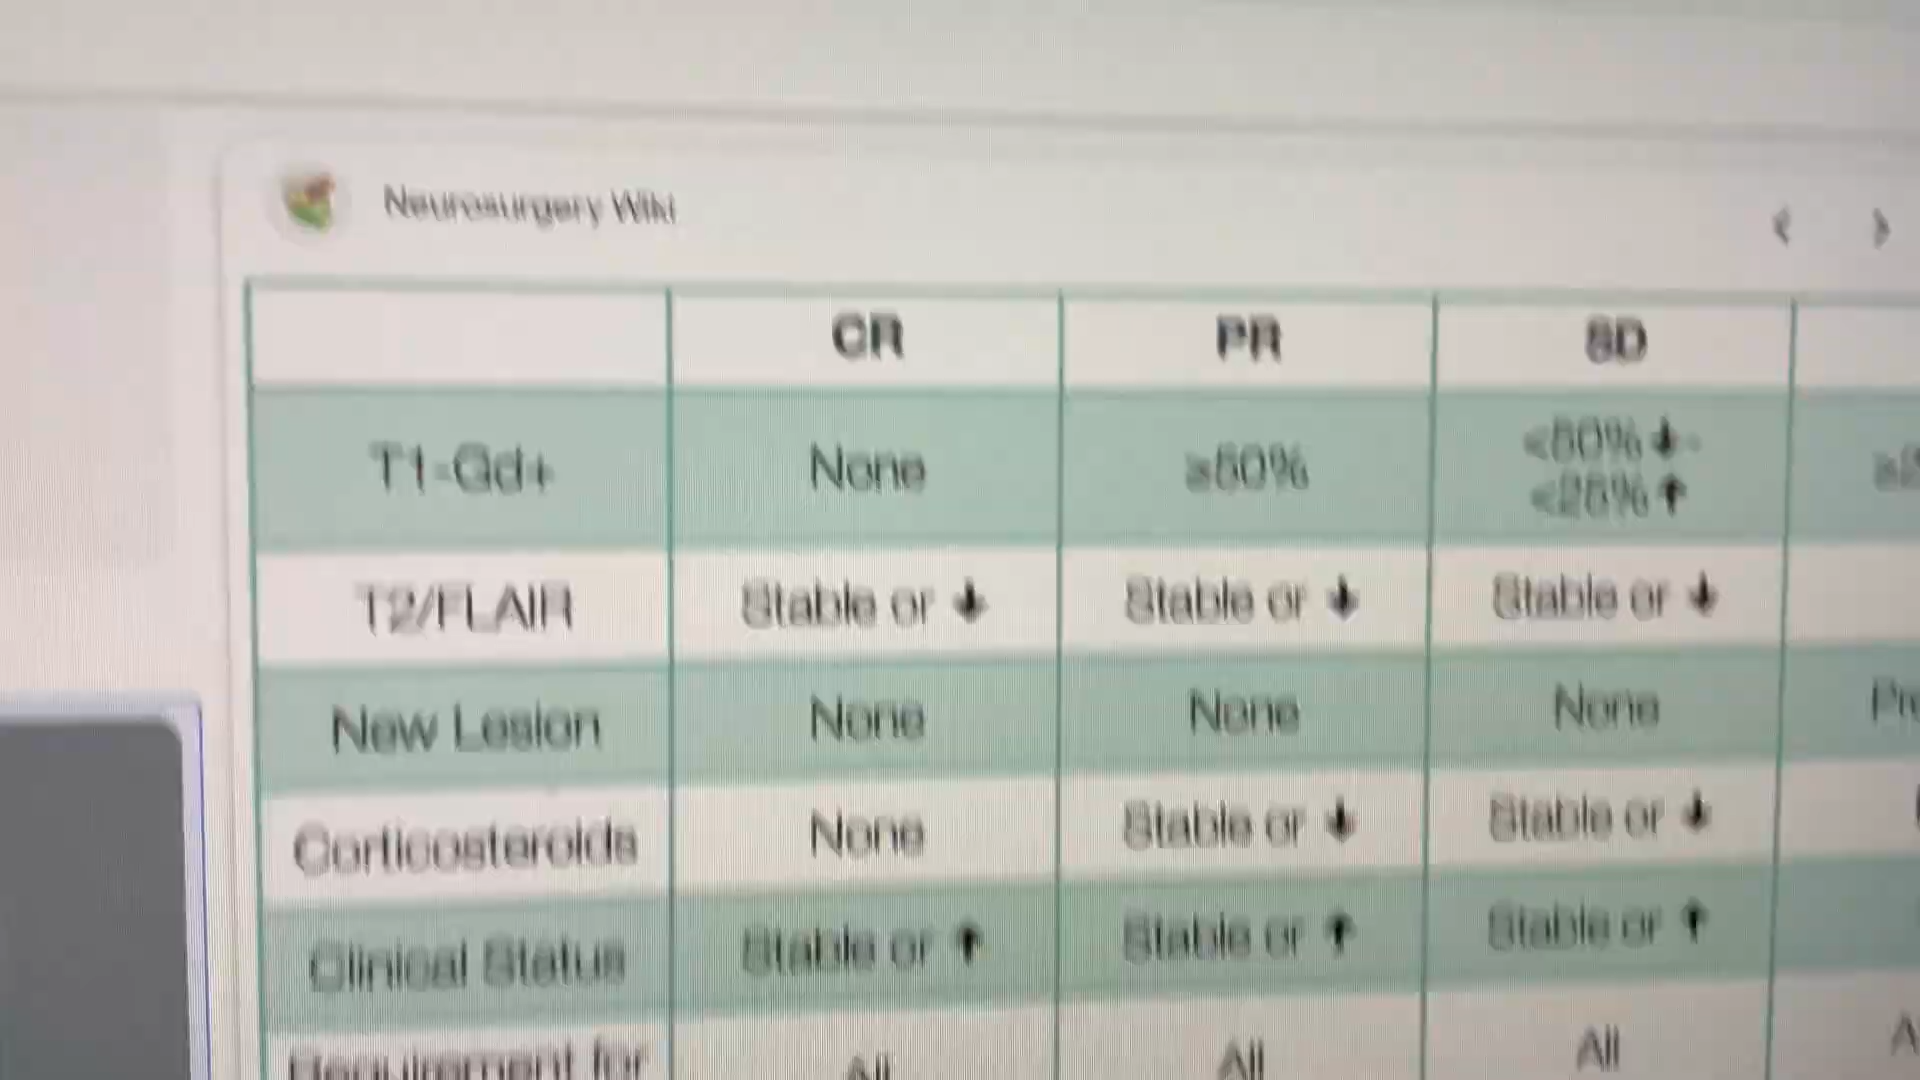 Neurosurgery Wiki
CR PR SD
T1-Gd+ None ≥50% <50%↓-
<25%↑
T2/FLAIR Stable or ↓ Stable or ↓ Stable or ↓
New Lesion None None None
Corticosteroids None Stable or ↓ Stable or ↓
Clinical Status Stable or ↑ Stable or ↑ Stable or ↑
Requirement for All All All